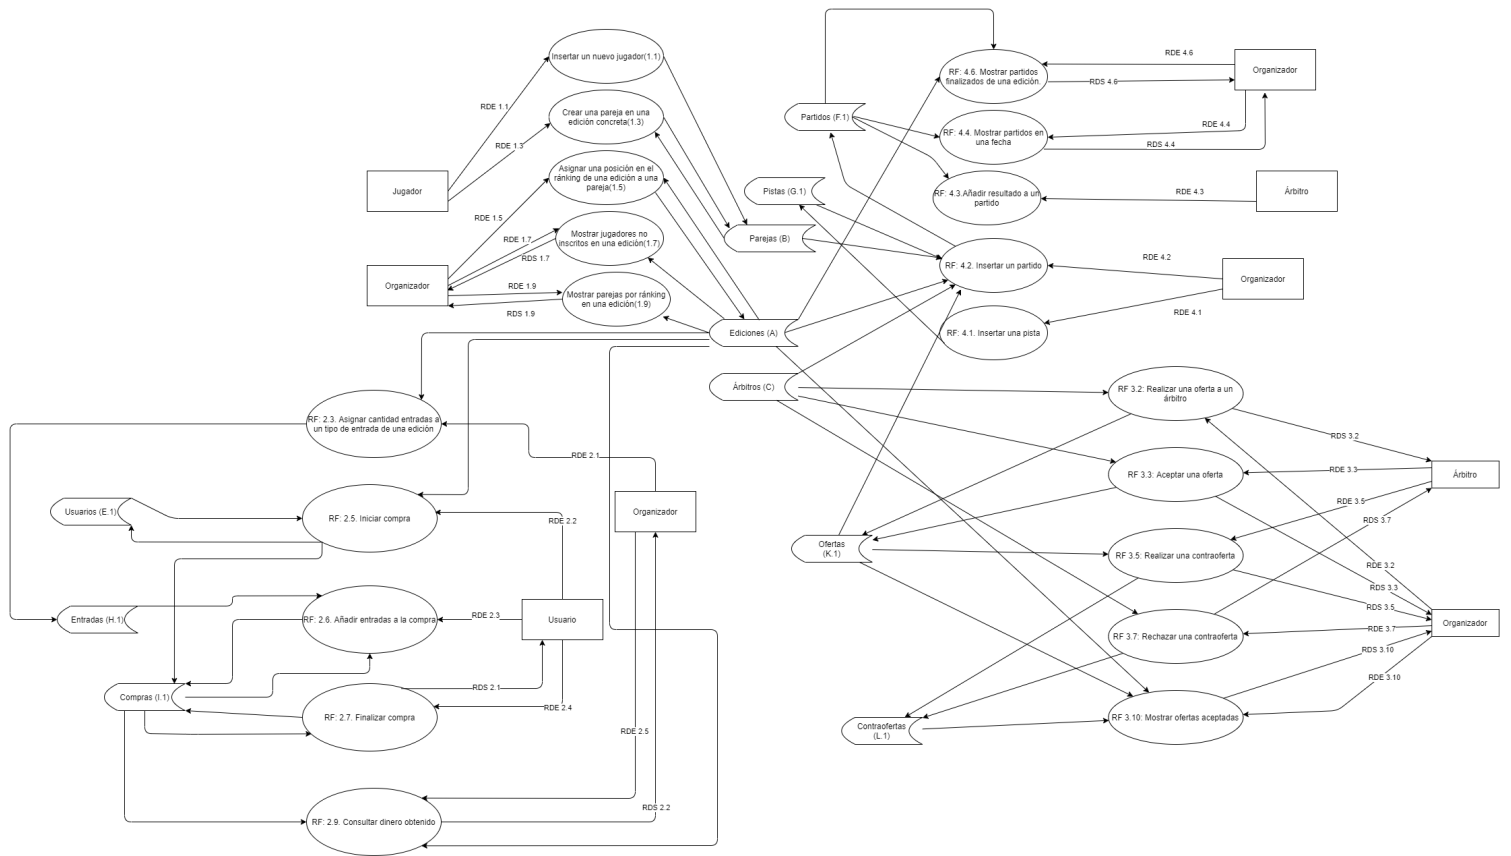 Insertar un nuevo jugador(1.1)
RDE 1.1
Crear una pareja en una
edición concreta(1.3)
RDE 1.3
Jugador
Asignar una posición en el
ránking de una edición a una
pareja(1.5)
RDE 1.5
Mostrar jugadores no
inscritos en una edición(1.7)
RDE 1.7
RDS 1.7
Organizador
RDE 1.9
Mostrar parejas por ránking
en una edición(1.9)
RDS 1.9
Parejas (B)
Ediciones (A)
Árbitros (C)
Pistas (G.1)
Partidos (F.1)
RF: 4.6. Mostrar partidos
finalizados de una edición.
RDE 4.6
RDS 4.6
Organizador
RF: 4.4. Mostrar partidos en
una fecha
RDE 4.4
RDS 4.4
RF: 4.3.Añadir resultado a un
partido
RDE 4.3
Árbitro
RF: 4.2. Insertar un partido
RDE 4.2
Organizador
RF: 4.1. Insertar una pista
RDE 4.1
RF: 2.3. Asignar cantidad entradas a
un tipo de entrada de una edición
RDE 2.1
Organizador
Usuarios (E.1)
RF: 2.5. Iniciar compra
RDE 2.2
Entradas (H.1)
RF: 2.6. Añadir entradas a la compra
RDE 2.3
Usuario
Compras (I.1)
RDS 2.1
RF: 2.7. Finalizar compra
RDE 2.4
RDE 2.5
RDS 2.2
RF: 2.9. Consultar dinero obtenido
RF 3.2: Realizar una oferta a un
árbitro
RDS 3.2
RF 3.3: Aceptar una oferta
RDE 3.3
Árbitro
RDE 3.5
RDS 3.7
Ofertas
(K.1)
RF 3.5: Realizar una contraoferta
RDE 3.2
RDS 3.3
RDS 3.5
RF 3.7: Rechazar una contraoferta
RDE 3.7
Organizador
RDS 3.10
RDE 3.10
Contraofertas
(L.1)
RF 3.10: Mostrar ofertas aceptadas